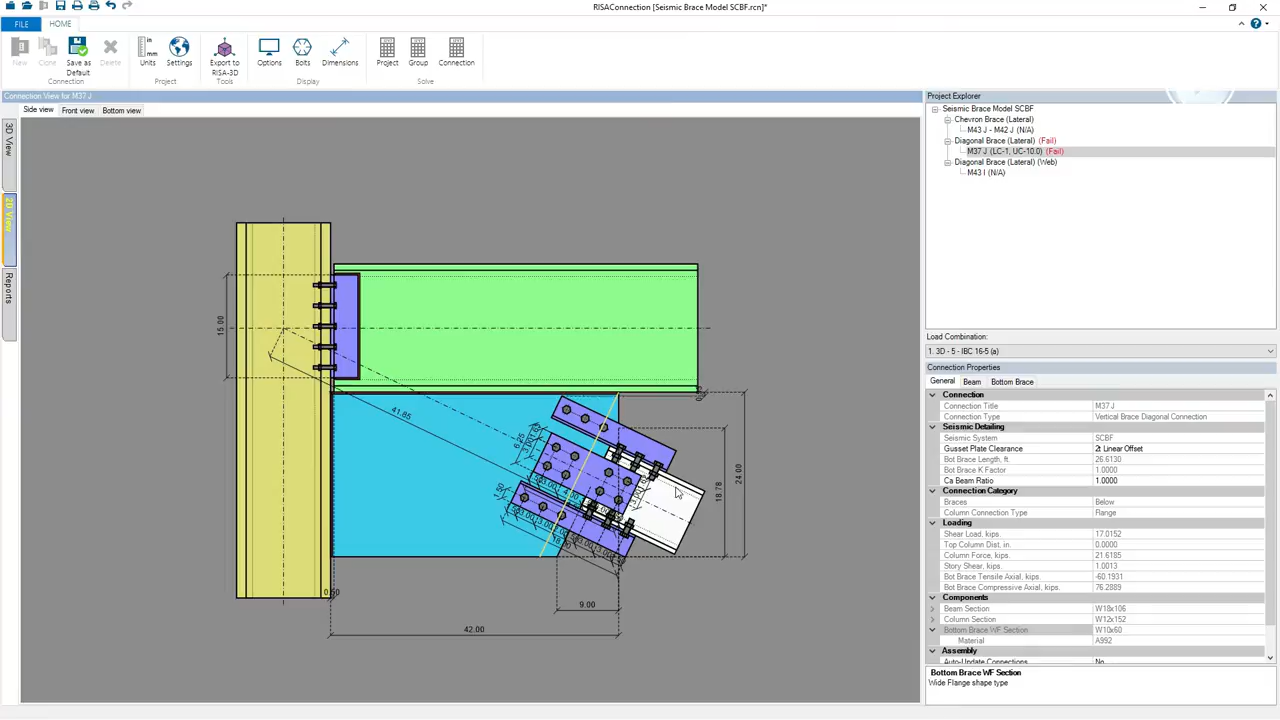 RISAConnection [Seismic Brace Model SCBF.rcn]*
FILE
HOME
New
Clone
Save as Default
Delete
Units
Settings
Export to RISA-3D
Options
Bolts
Dimensions
Project
Group
Connection
Connection
Project
Tools
Display
Solve
Connection View for M37 J
Side view
Front view
Bottom view
3D View
2D View
Reports
15.00
41.85
18.78
24.00
0.50
9.00
42.00
Project Explorer
Seismic Brace Model SCBF
Chevron Brace (Lateral)
M43 J - M42 J (N/A)
Diagonal Brace (Lateral) (Fail)
M37 J (LC-1, UC-10.0) (Fail)
Diagonal Brace (Lateral) (Web)
M43 I (N/A)
Load Combination:
1. 3D - 5 - IBC 16-5 (a)
Connection Properties
General
Beam
Bottom Brace
Connection
Connection Title M37 J
Connection Type Vertical Brace Diagonal Connection
Seismic Detailing
Seismic System SCBF
Gusset Plate Clearance 2t Linear Offset
Bot Brace Length, ft. 26.6130
Bot Brace K Factor 1.0000
Ca Beam Ratio 1.0000
Connection Category
Braces Below
Column Connection Type Flange
Loading
Shear Load, kips. 17.0152
Top Column Dist. in. 0.0000
Column Force, kips. 21.6185
Story Shear, kips. 1.0013
Bot Brace Tensile Axial, kips. -60.1931
Bot Brace Compressive Axial, kips. 76.2889
Components
Beam Section W18x106
Column Section W12x152
Bottom Brace WF Section W10x60
Material A992
Assembly
Auto-Update Connections No
Bottom Brace WF Section
Wide Flange shape type